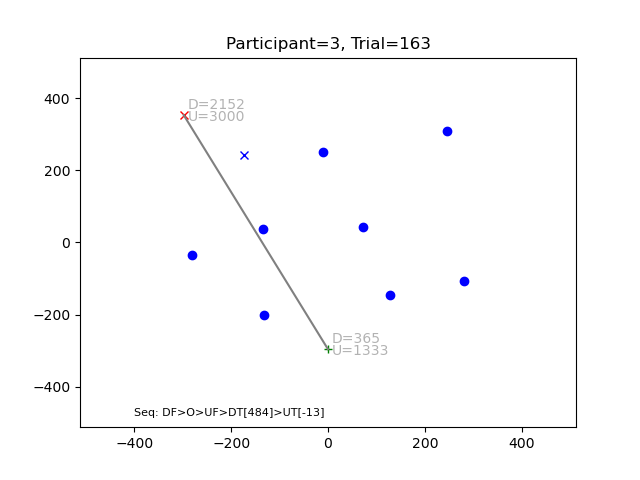 Participant=3, Trial=163
D=2152
U=3000
D=365
U=1333
Seq: DF>O>UF>DT[484]>UT[-13]
400
200
0
−200
−400
−400
−200
0
200
400